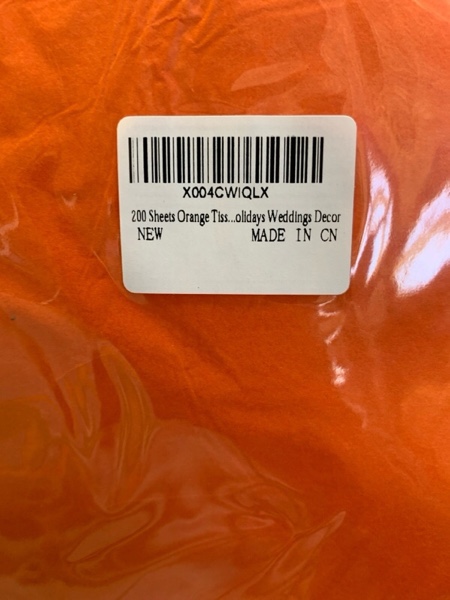 X004CWIQLX
200 Sheets Orange Tiss...olidays Weddings Decor
NEW MADE IN CN